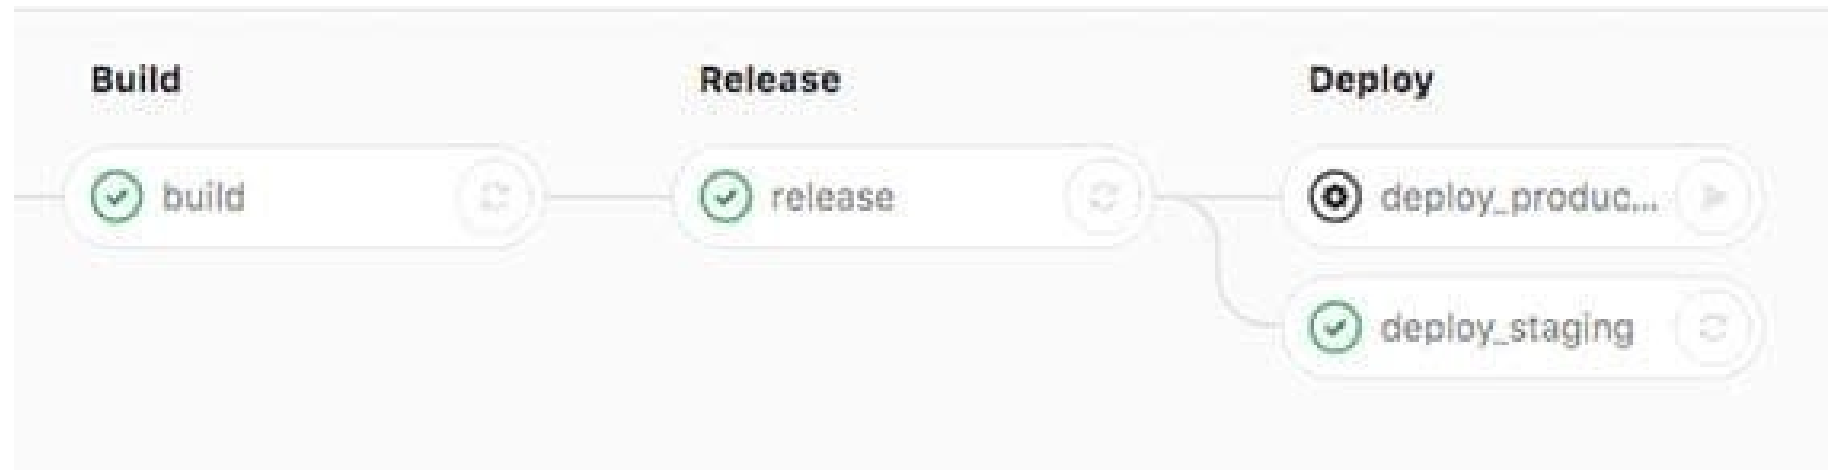 Build
build
Release
release
Deploy
deploy_produc...
deploy_staging